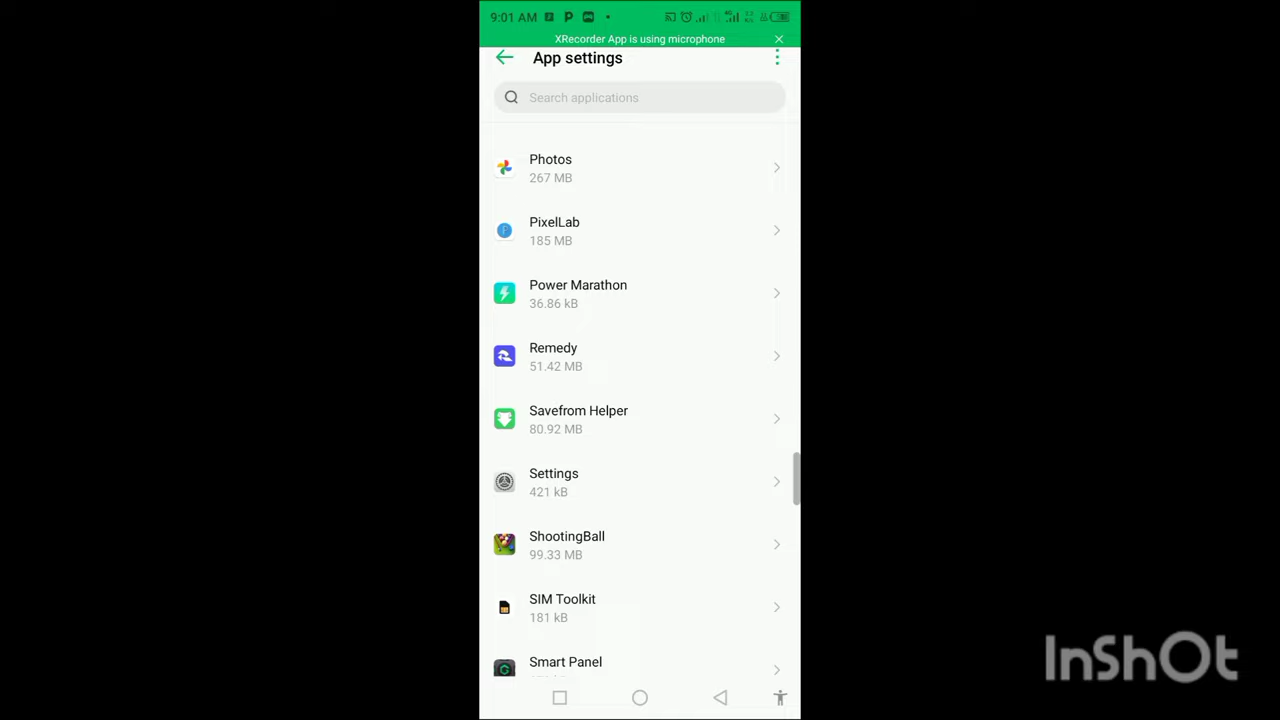 9:01 AM
XRecorder App is using microphone
App settings
Search applications
Photos
267 MB
PixelLab
185 MB
Power Marathon
36.86 kB
Remedy
51.42 MB
Savefrom Helper
80.92 MB
Settings
421 kB
ShootingBall
99.33 MB
SIM Toolkit
181 kB
Smart Panel
InShOt